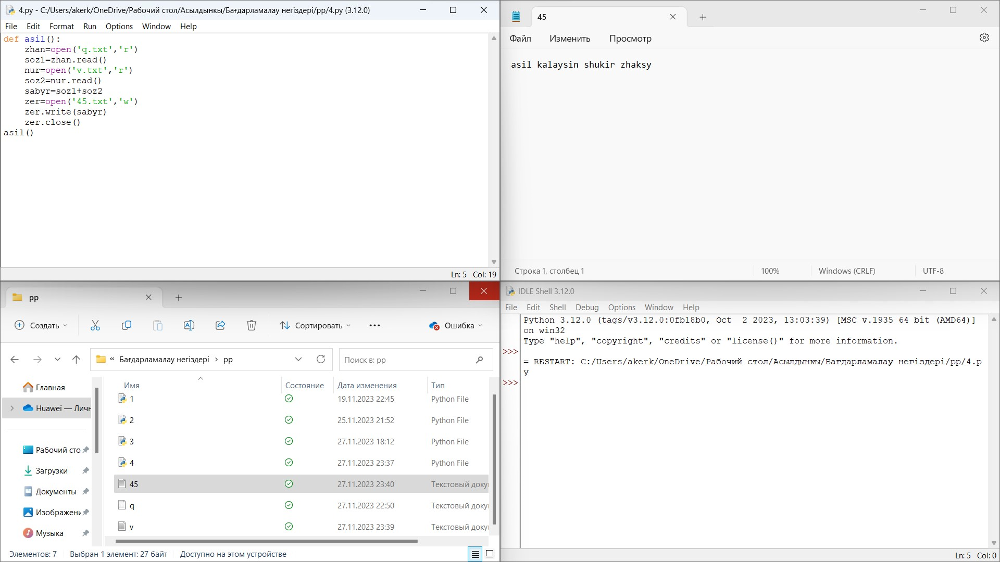 4.py - C:/Users/akerk/OneDrive/Рабочий стол/Асылдынкы/Бағдарламалау негіздері/pp/4.py (3.12.0)
File Edit Format Run Options Window Help
def asil():
    zhan=open('q.txt','r')
    soz1=zhan.read()
    nur=open('v.txt','r')
    soz2=nur.read()
    sabyr=soz1+soz2
    zer=open('45.txt','w')
    zer.write(sabyr)
    zer.close()
asil()
Ln: 5 Col: 19
45
Файл Изменить Просмотр
asil kalaysin shukir zhaksy
Строка 1, столбец 1 100% Windows (CRLF) UTF-8
pp
Создать Сортировать Ошибка
« Бағдарламалау негіздері › pp Поиск в: pp
Главная
Huawei — Личн
Рабочий сто
Загрузки
Документы
Изображени
Музыка
Имя Состояние Дата изменения Тип
1 19.11.2023 22:45 Python File
2 25.11.2023 21:52 Python File
3 27.11.2023 18:12 Python File
4 27.11.2023 23:37 Python File
45 27.11.2023 23:40 Текстовый доку
q 27.11.2023 22:50 Текстовый доку
v 27.11.2023 23:39 Текстовый доку
Элементов: 7 Выбран 1 элемент: 27 байт Доступно на этом устройстве
IDLE Shell 3.12.0
File Edit Shell Debug Options Window Help
Python 3.12.0 (tags/v3.12.0:0fb18b0, Oct  2 2023, 13:03:39) [MSC v.1935 64 bit (AMD64)]
on win32
Type "help", "copyright", "credits" or "license()" for more information.
>>>
= RESTART: C:/Users/akerk/OneDrive/Рабочий стол/Асылдынкы/Бағдарламалау негіздері/pp/4.p
y
>>>
Ln: 5 Col: 0